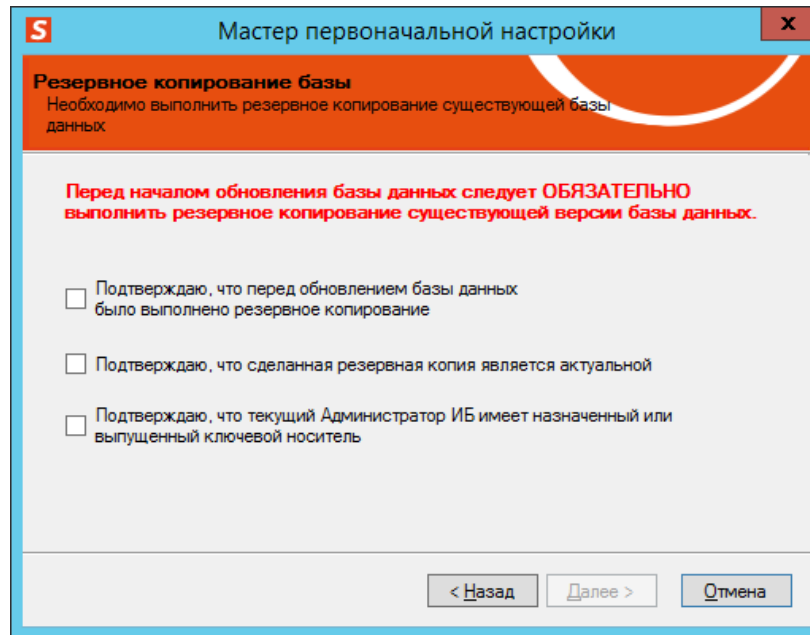 S
Мастер первоначальной настройки
x
Резервное копирование базы
Необходимо выполнить резервное копирование существующей базы
данных
Перед началом обновления базы данных следует ОБЯЗАТЕЛЬНО
выполнить резервное копирование существующей версии базы данных.
Подтверждаю, что перед обновлением базы данных
было выполнено резервное копирование
Подтверждаю, что сделанная резервная копия является актуальной
Подтверждаю, что текущий Администратор ИБ имеет назначенный или
выпущенный ключевой носитель
< Назад
Далее >
Отмена